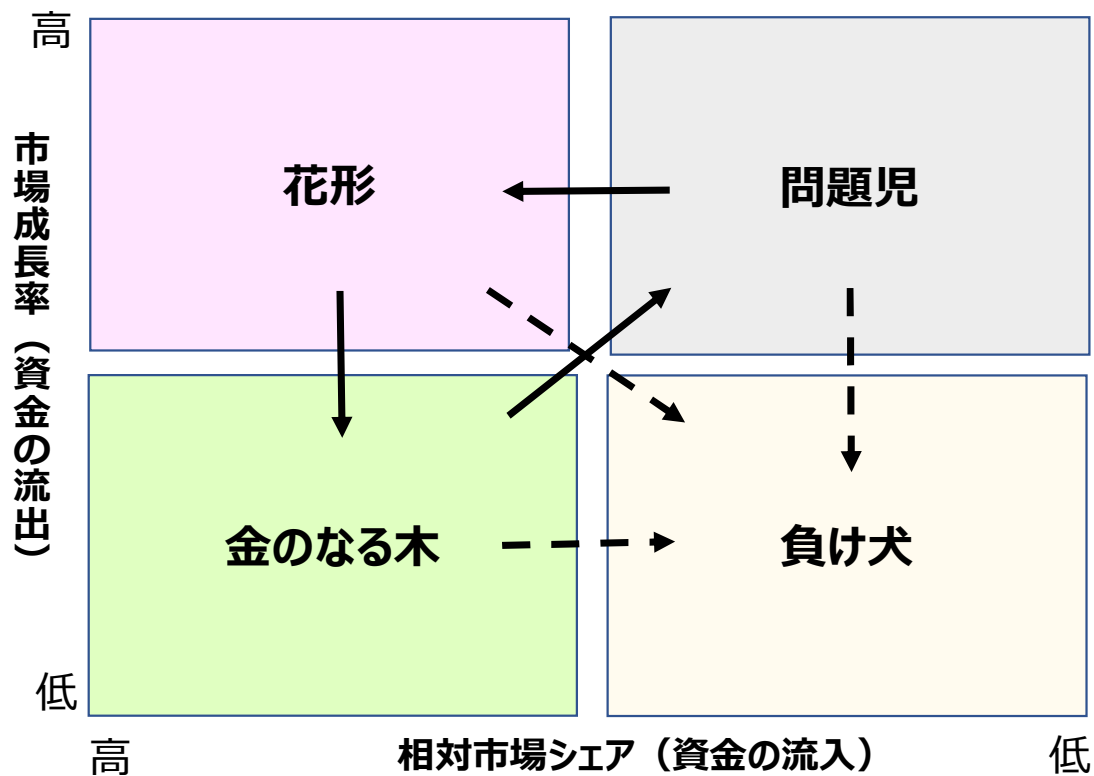 高
市場成長率（資金の流出）
花形
問題児
金のなる木
負け犬
低
高
相対市場シェア（資金の流入）
低